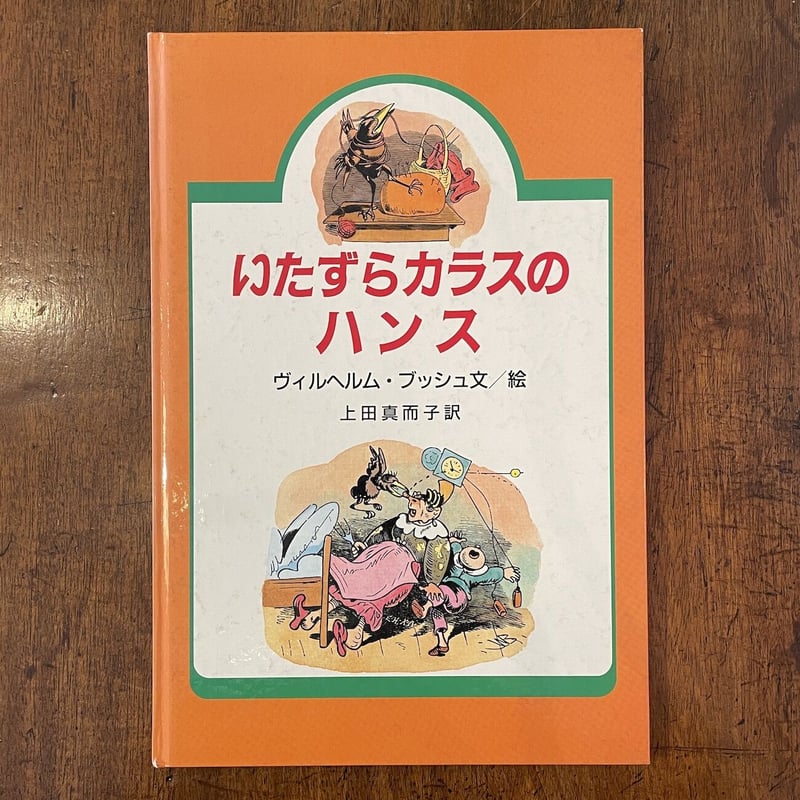 いたずらカラスの
ハンス
ヴィルヘルム・ブッシュ文／絵
上田真而子訳